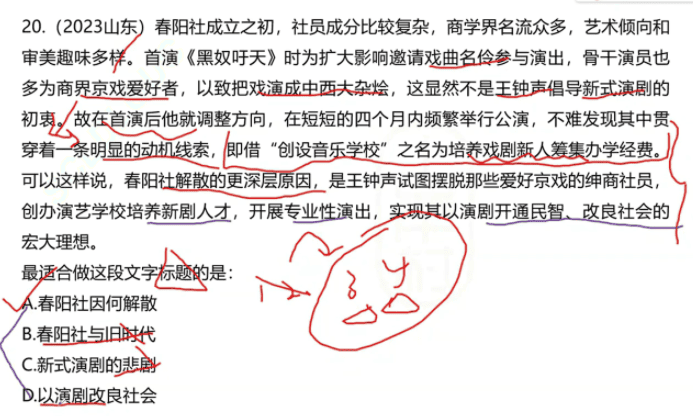 20.（2023山东）春阳社成立之初，社员成分比较复杂，商学界名流众多，艺术倾向和
审美趣味多样。首演《黑奴吁天》时为扩大影响邀请戏曲名伶参与演出，骨干演员也
多为商界京戏爱好者，以致把戏演成中西大杂烩，这显然不是王钟声倡导新式演剧的
初衷。故在首演后他就调整方向，在短短的四个月内频繁举行公演，不难发现其中贯
穿着一条明显的动机线索，即借“创设音乐学校”之名为培养戏剧新人筹集办学经费。
可以这样说，春阳社解散的更深层原因，是王钟声试图摆脱那些爱好京戏的绅商社员，
创办演艺学校培养新剧人才，开展专业性演出，实现其以演剧开通民智、改良社会的
宏大理想。
最适合做这段文字标题的是：
A.春阳社因何解散
B.春阳社与旧时代
C.新式演剧的悲剧
D.以演剧改良社会